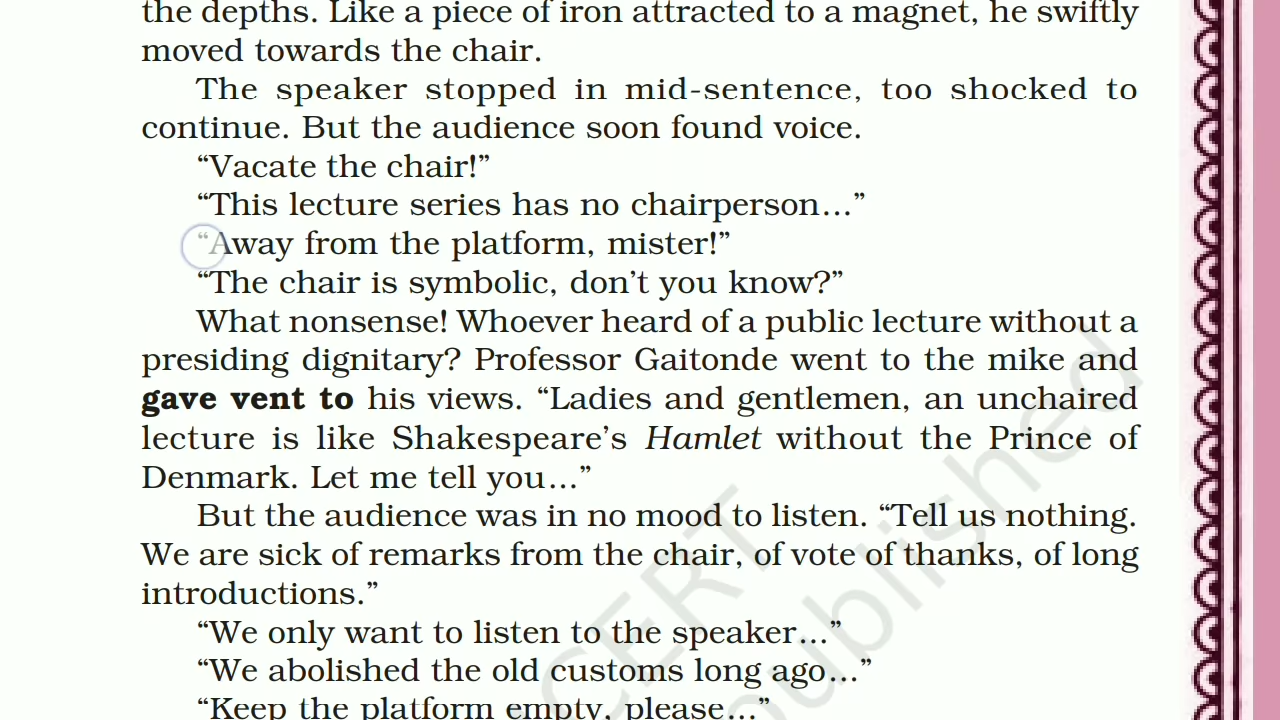 the depths. Like a piece of iron attracted to a magnet, he swiftly
moved towards the chair.
The speaker stopped in mid-sentence, too shocked to
continue. But the audience soon found voice.
“Vacate the chair!”
“This lecture series has no chairperson...”
“Away from the platform, mister!”
“The chair is symbolic, don’t you know?”
What nonsense! Whoever heard of a public lecture without a
presiding dignitary? Professor Gaitonde went to the mike and
gave vent to his views. “Ladies and gentlemen, an unchaired
lecture is like Shakespeare’s Hamlet without the Prince of
Denmark. Let me tell you...”
But the audience was in no mood to listen. “Tell us nothing.
We are sick of remarks from the chair, of vote of thanks, of long
introductions.”
“We only want to listen to the speaker...”
“We abolished the old customs long ago...”
“Keep the platform empty, please...”
CERT
published